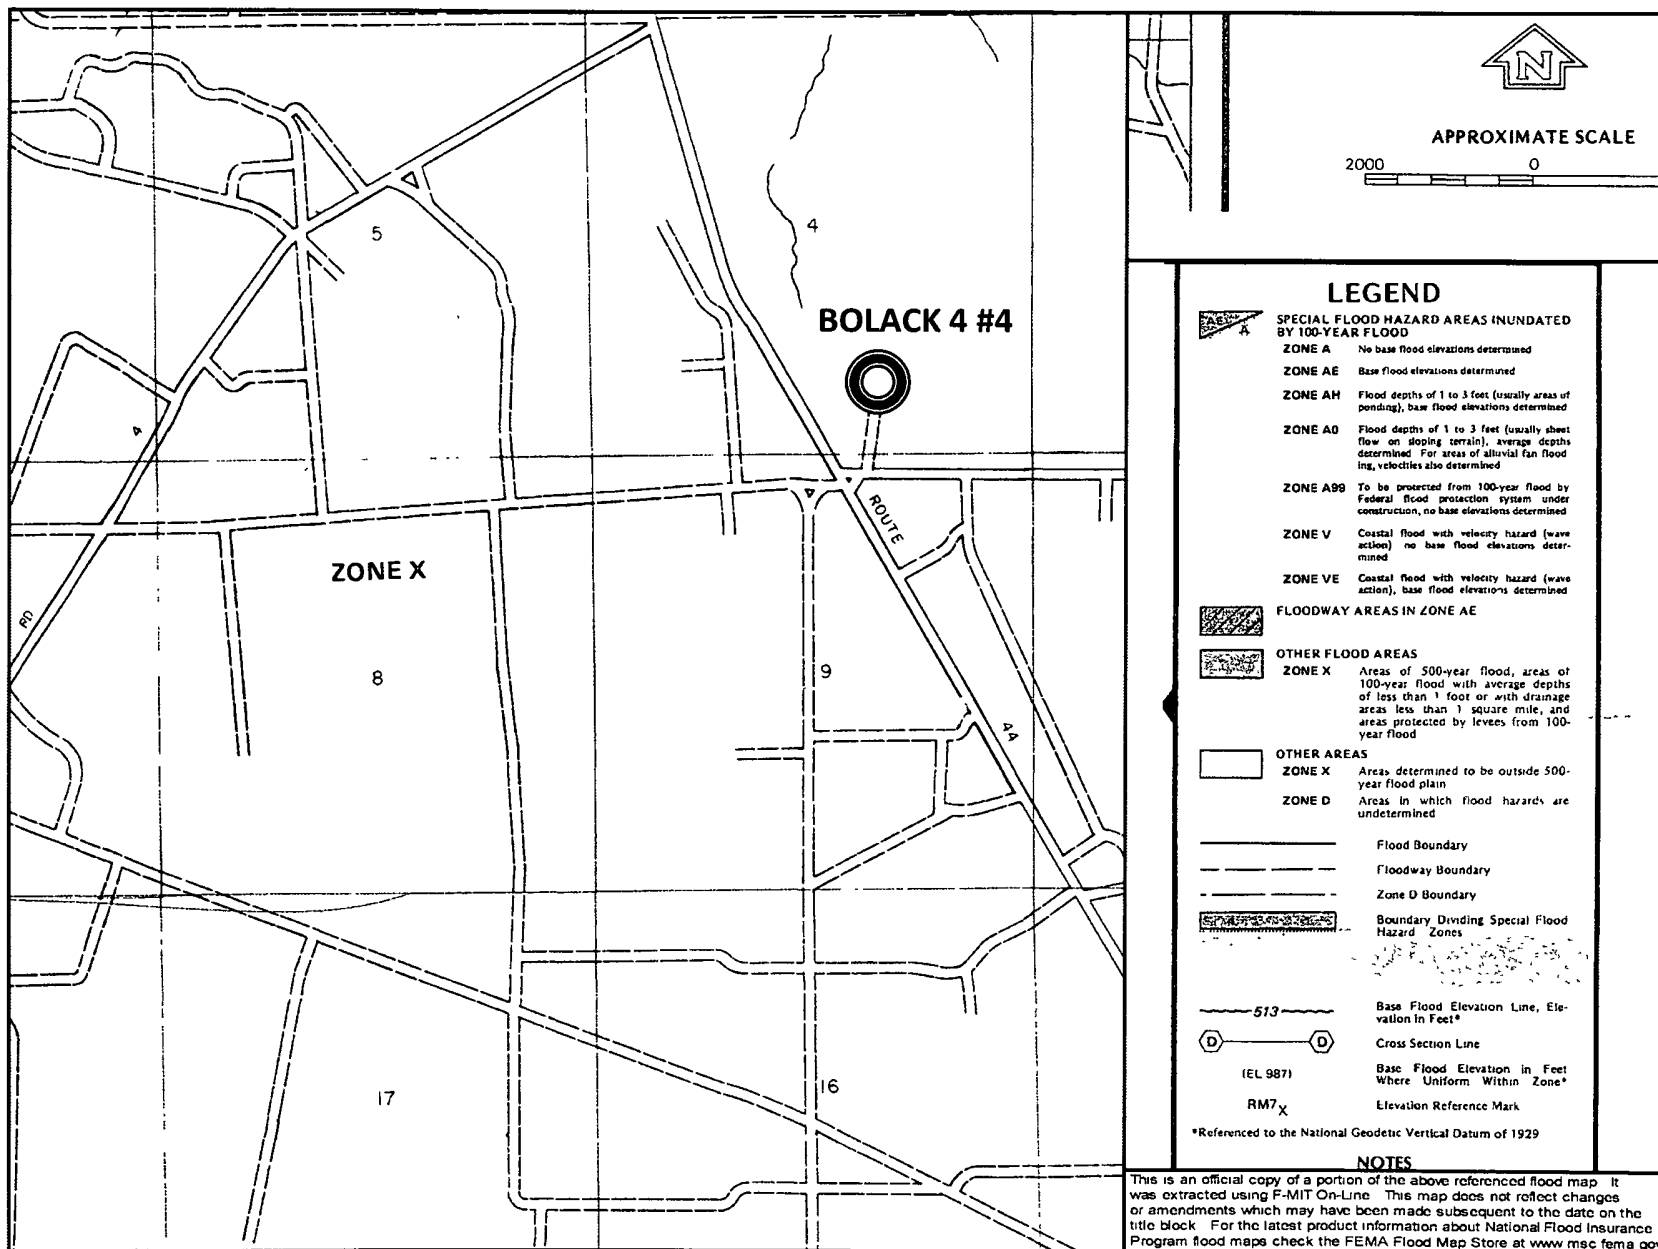 5
4
BOLACK 4 #4
4
ROUTE
ZONE X
RD
8
9
44
17
16
N
APPROXIMATE SCALE
2000 0
LEGEND
AE
A
SPECIAL FLOOD HAZARD AREAS INUNDATED
BY 100-YEAR FLOOD
ZONE A No base flood elevations determined
ZONE AE Base flood elevations determined
ZONE AH Flood depths of 1 to 3 feet (usually areas of
ponding), base flood elevations determined
ZONE A0 Flood depths of 1 to 3 feet (usually sheet
flow on sloping terrain), average depths
determined For areas of alluvial fan flood
ing, velocities also determined
ZONE A99 To be protected from 100-year flood by
Federal flood protection system under
construction, no base elevations determined
ZONE V Coastal flood with velocity hazard (wave
action) no base flood elevations deter-
mined
ZONE VE Coastal flood with velocity hazard (wave
action), base flood elevations determined
FLOODWAY AREAS IN ZONE AE
OTHER FLOOD AREAS
ZONE X Areas of 500-year flood, areas of
100-year flood with average depths
of less than 1 foot or with drainage
areas less than 1 square mile, and
areas protected by levees from 100-
year flood
OTHER AREAS
ZONE X Areas determined to be outside 500-
year flood plain
ZONE D Areas in which flood hazards are
undetermined
Flood Boundary
Floodway Boundary
Zone D Boundary
Boundary Dividing Special Flood
Hazard Zones
513 Base Flood Elevation Line, Ele-
vation in Feet*
D D Cross Section Line
(EL 987) Base Flood Elevation in Feet
Where Uniform Within Zone*
RM7X Elevation Reference Mark
*Referenced to the National Geodetic Vertical Datum of 1929
NOTES
This is an official copy of a portion of the above referenced flood map It
was extracted using F-MIT On-Line This map does not reflect changes
or amendments which may have been made subsequent to the date on the
title block For the latest product information about National Flood Insurance
Program flood maps check the FEMA Flood Map Store at www msc fema gov